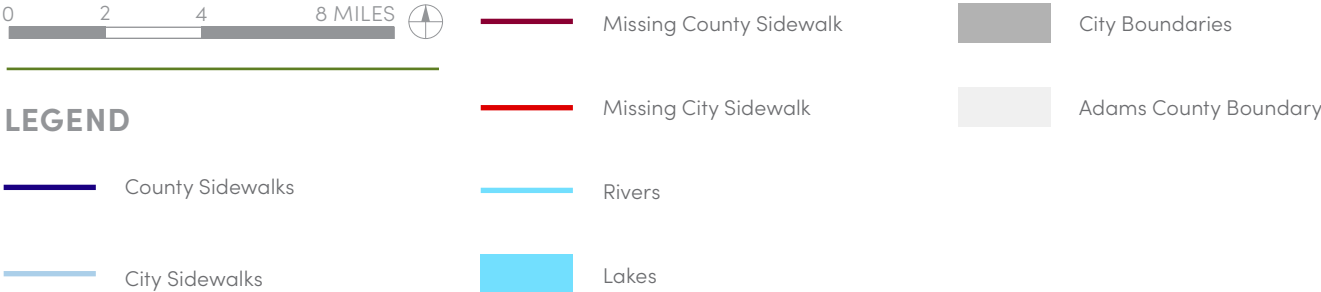 0 2 4 8 MILES
LEGEND
County Sidewalks
City Sidewalks
Missing County Sidewalk
Missing City Sidewalk
Rivers
Lakes
City Boundaries
Adams County Boundary